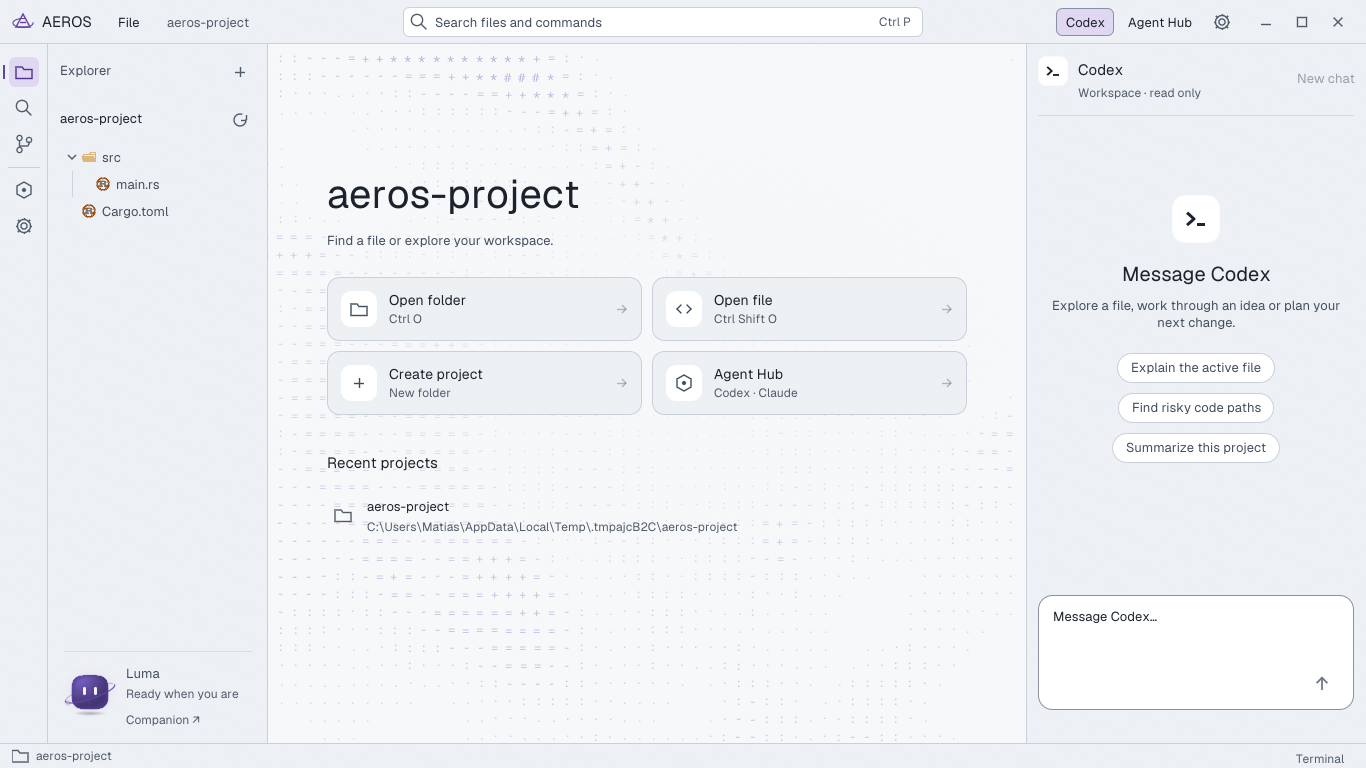 AEROS File aeros-project Search files and commands Ctrl P Codex Agent Hub
Explorer
aeros-project
src
main.rs
Cargo.toml
Luma
Ready when you are
Companion ↗
aeros-project
Find a file or explore your workspace.
Open folder
Ctrl O
Open file
Ctrl Shift O
Create project
New folder
Agent Hub
Codex · Claude
Recent projects
aeros-project
C:\Users\Matias\AppData\Local\Temp\.tmpajcB2C\aeros-project
Codex
Workspace · read only
New chat
Message Codex
Explore a file, work through an idea or plan your
next change.
Explain the active file
Find risky code paths
Summarize this project
Message Codex…
aeros-project
Terminal